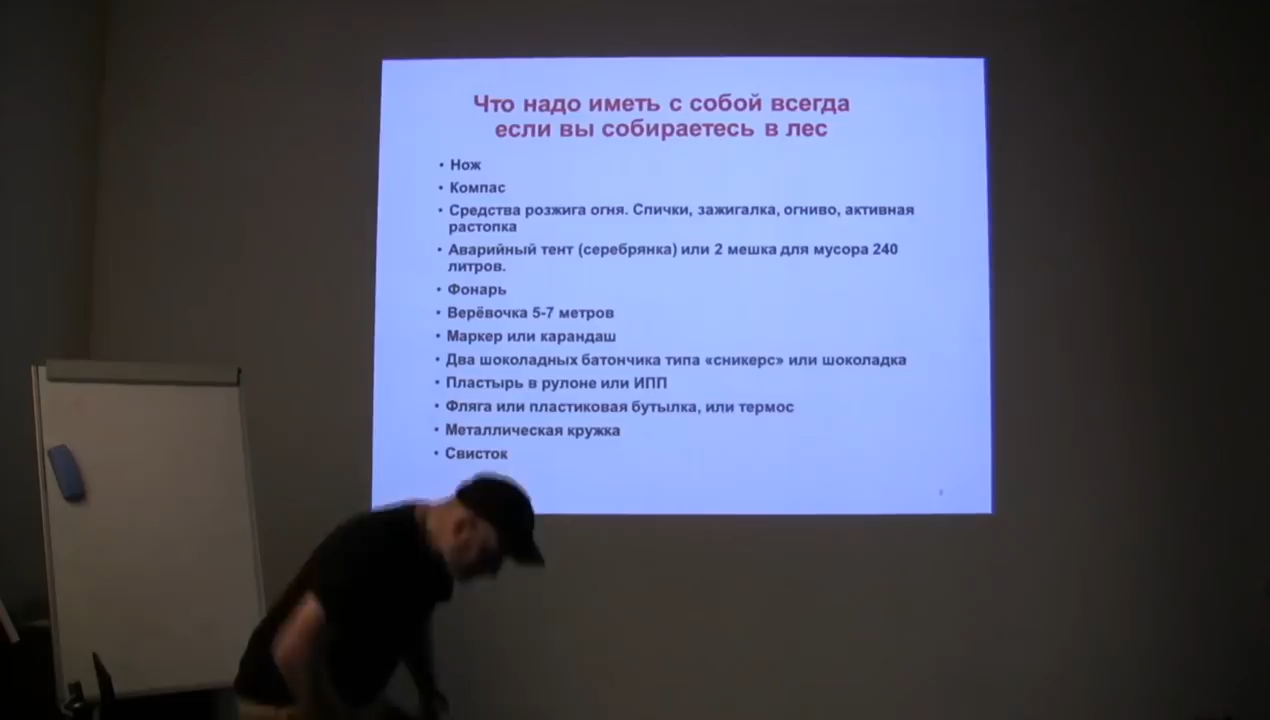 Что надо иметь с собой всегда
если вы собираетесь в лес
• Нож
• Компас
• Средства розжига огня. Спички, зажигалка, огниво, активная
растопка
• Аварийный тент (серебрянка) или 2 мешка для мусора 240
литров.
• Фонарь
• Верёвочка 5-7 метров
• Маркер или карандаш
• Два шоколадных батончика типа «сникерс» или шоколадка
• Пластырь в рулоне или ИПП
• Фляга или пластиковая бутылка, или термос
• Металлическая кружка
• Свисток